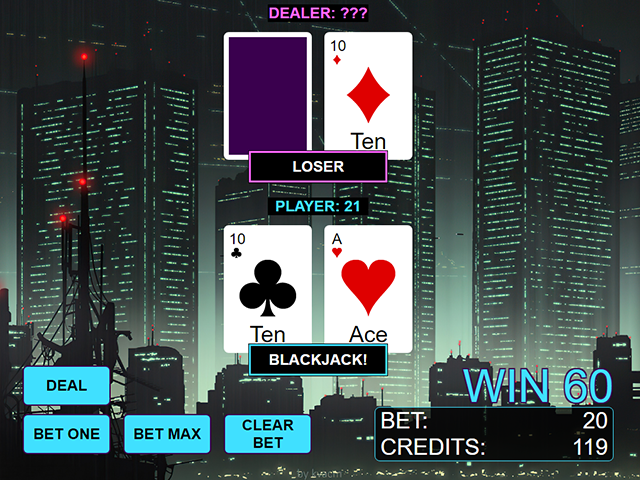 DEALER: ???
10
Ten
LOSER
PLAYER: 21
10
Ten
A
Ace
BLACKJACK!
DEAL
BET ONE
BET MAX
CLEAR
BET
WIN 60
BET: 20
CREDITS: 119